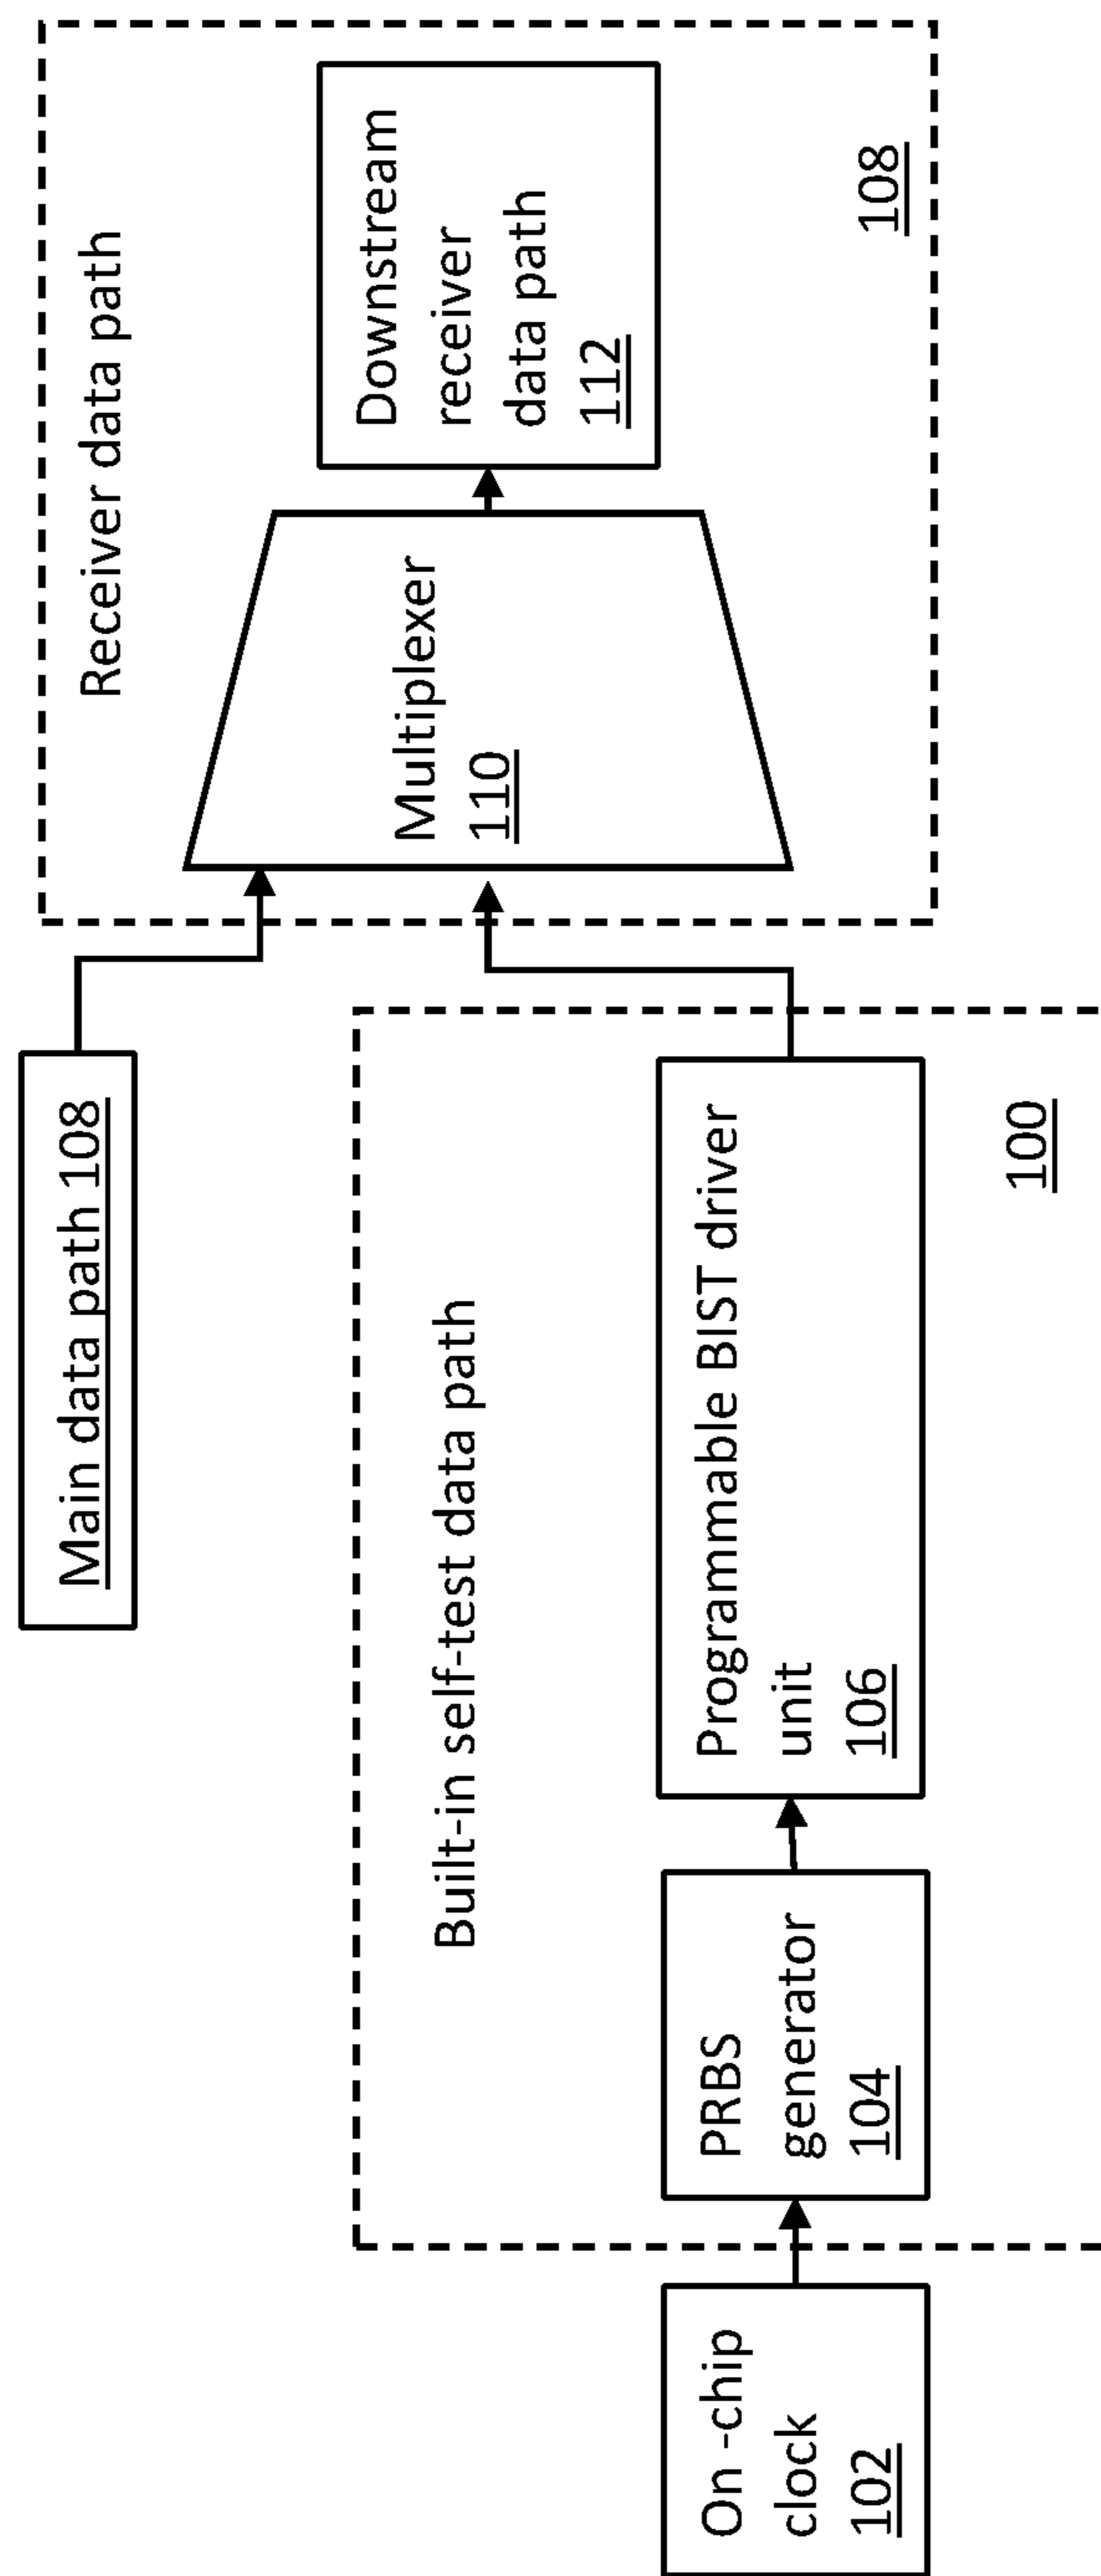 Main data path 108
Receiver data path
Multiplexer
110
Downstream
receiver
data path
112
108
Built-in self-test data path
On -chip
clock
102
PRBS
generator
104
Programmable BIST driver
unit
106
100